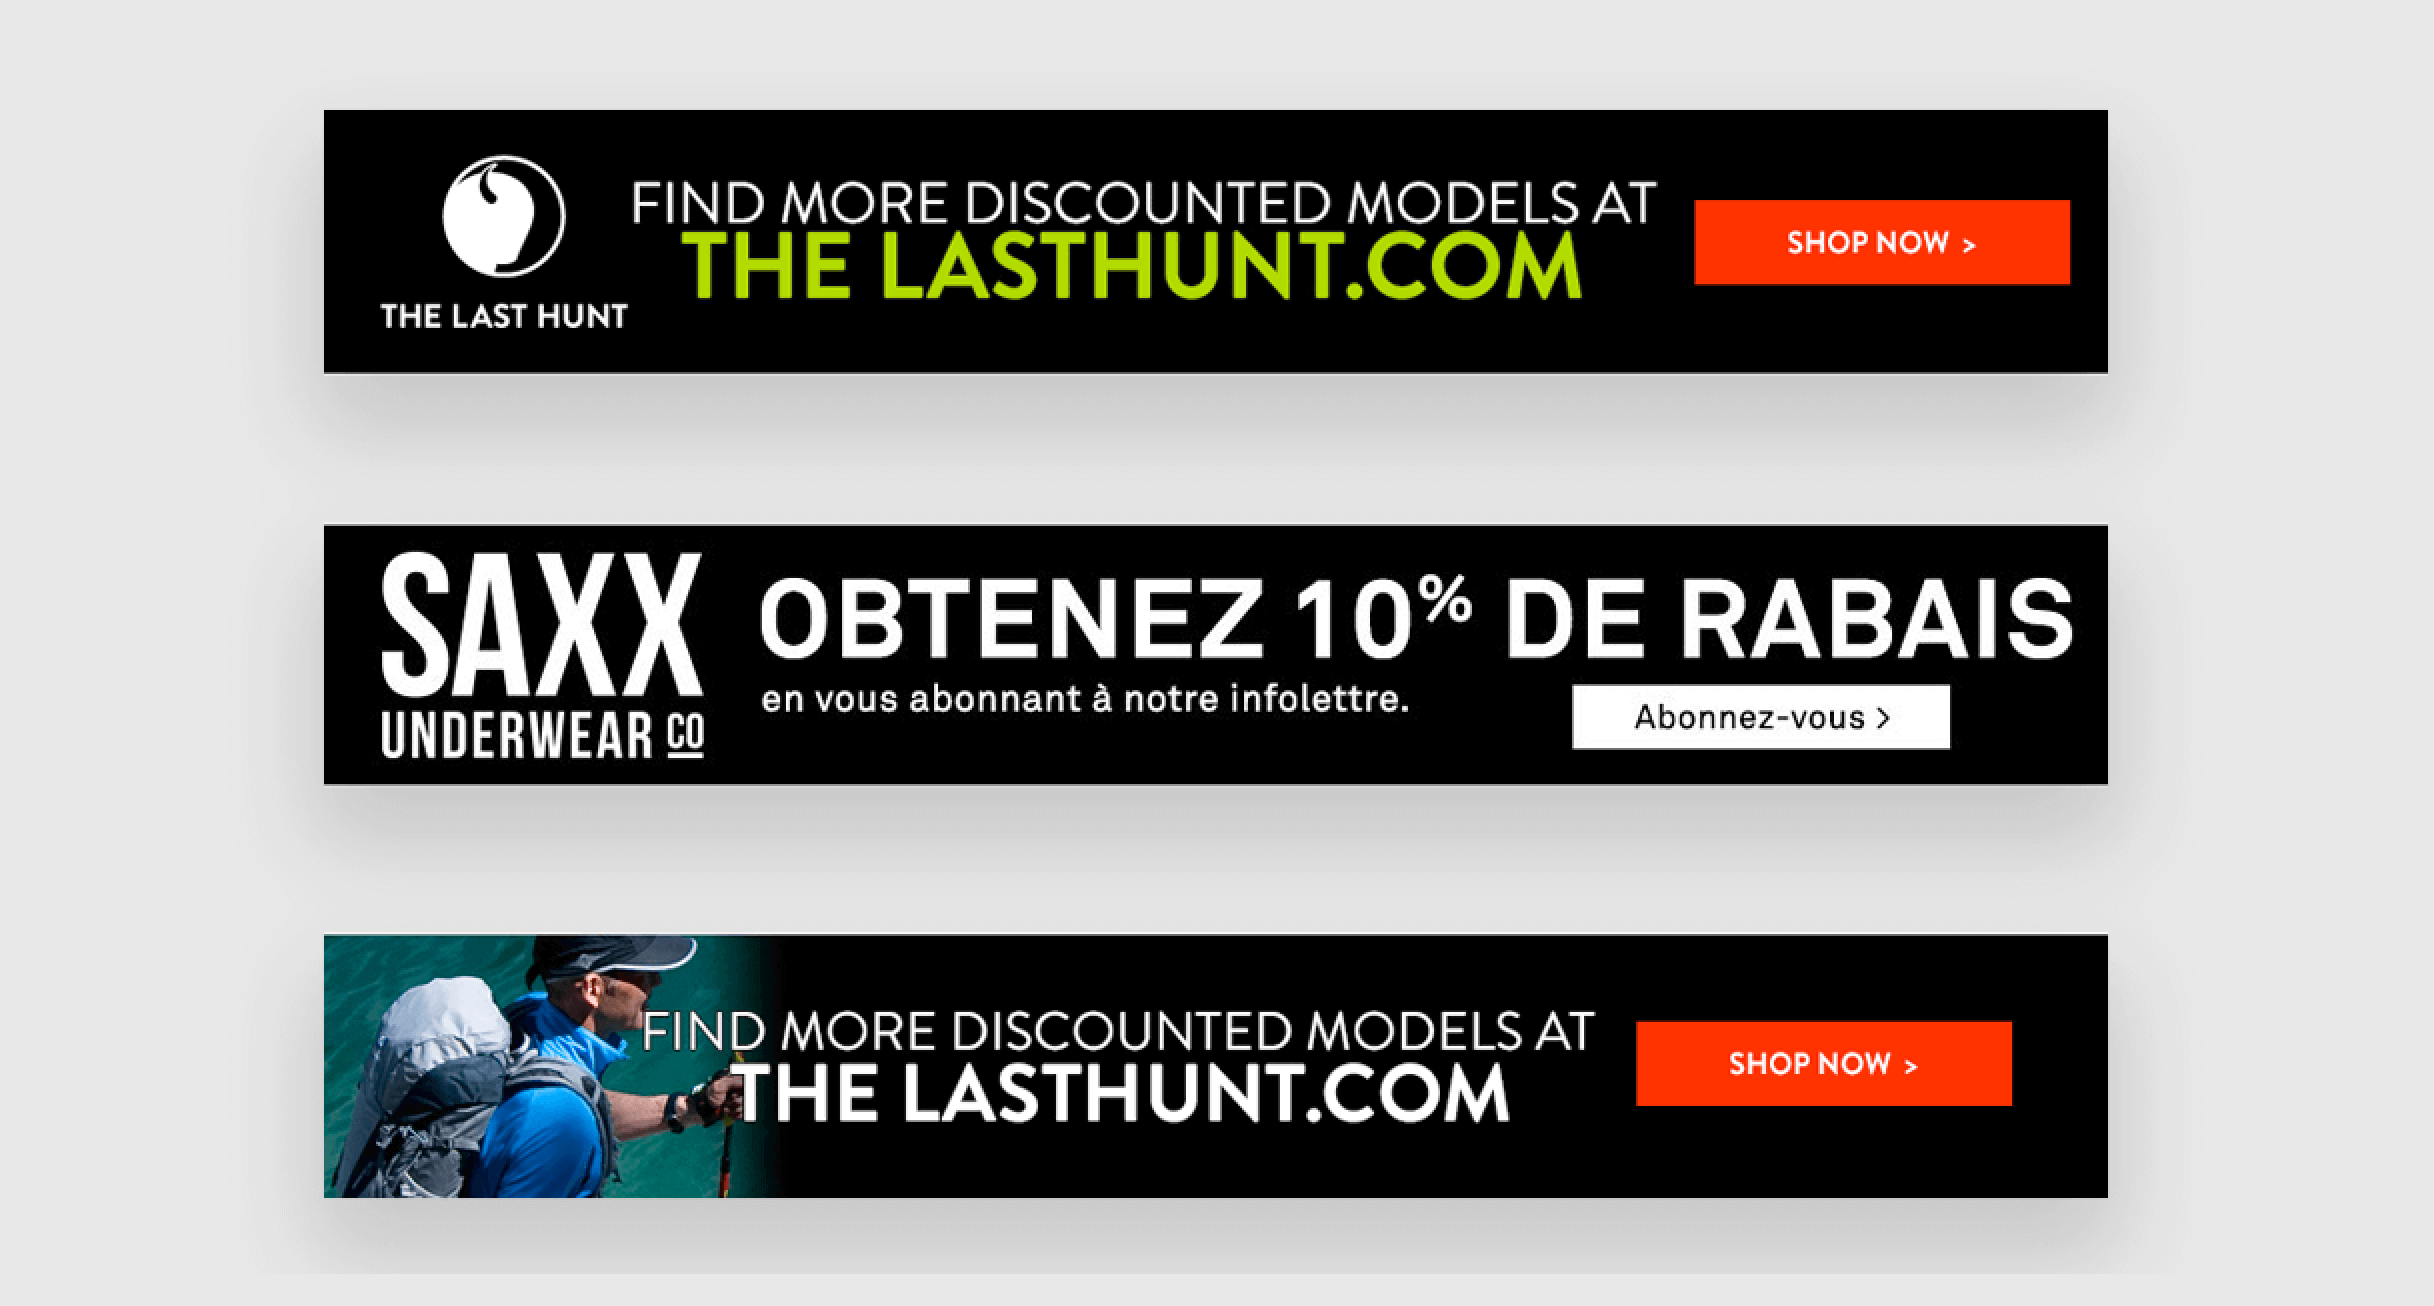 FIND MORE DISCOUNTED MODELS AT
THE LASTHUNT.COM
SHOP NOW >
THE LAST HUNT
SAXX
UNDERWEAR CO
OBTENEZ 10% DE RABAIS
en vous abonnant à notre infolettre.
Abonnez-vous >
FIND MORE DISCOUNTED MODELS AT
THE LASTHUNT.COM
SHOP NOW >